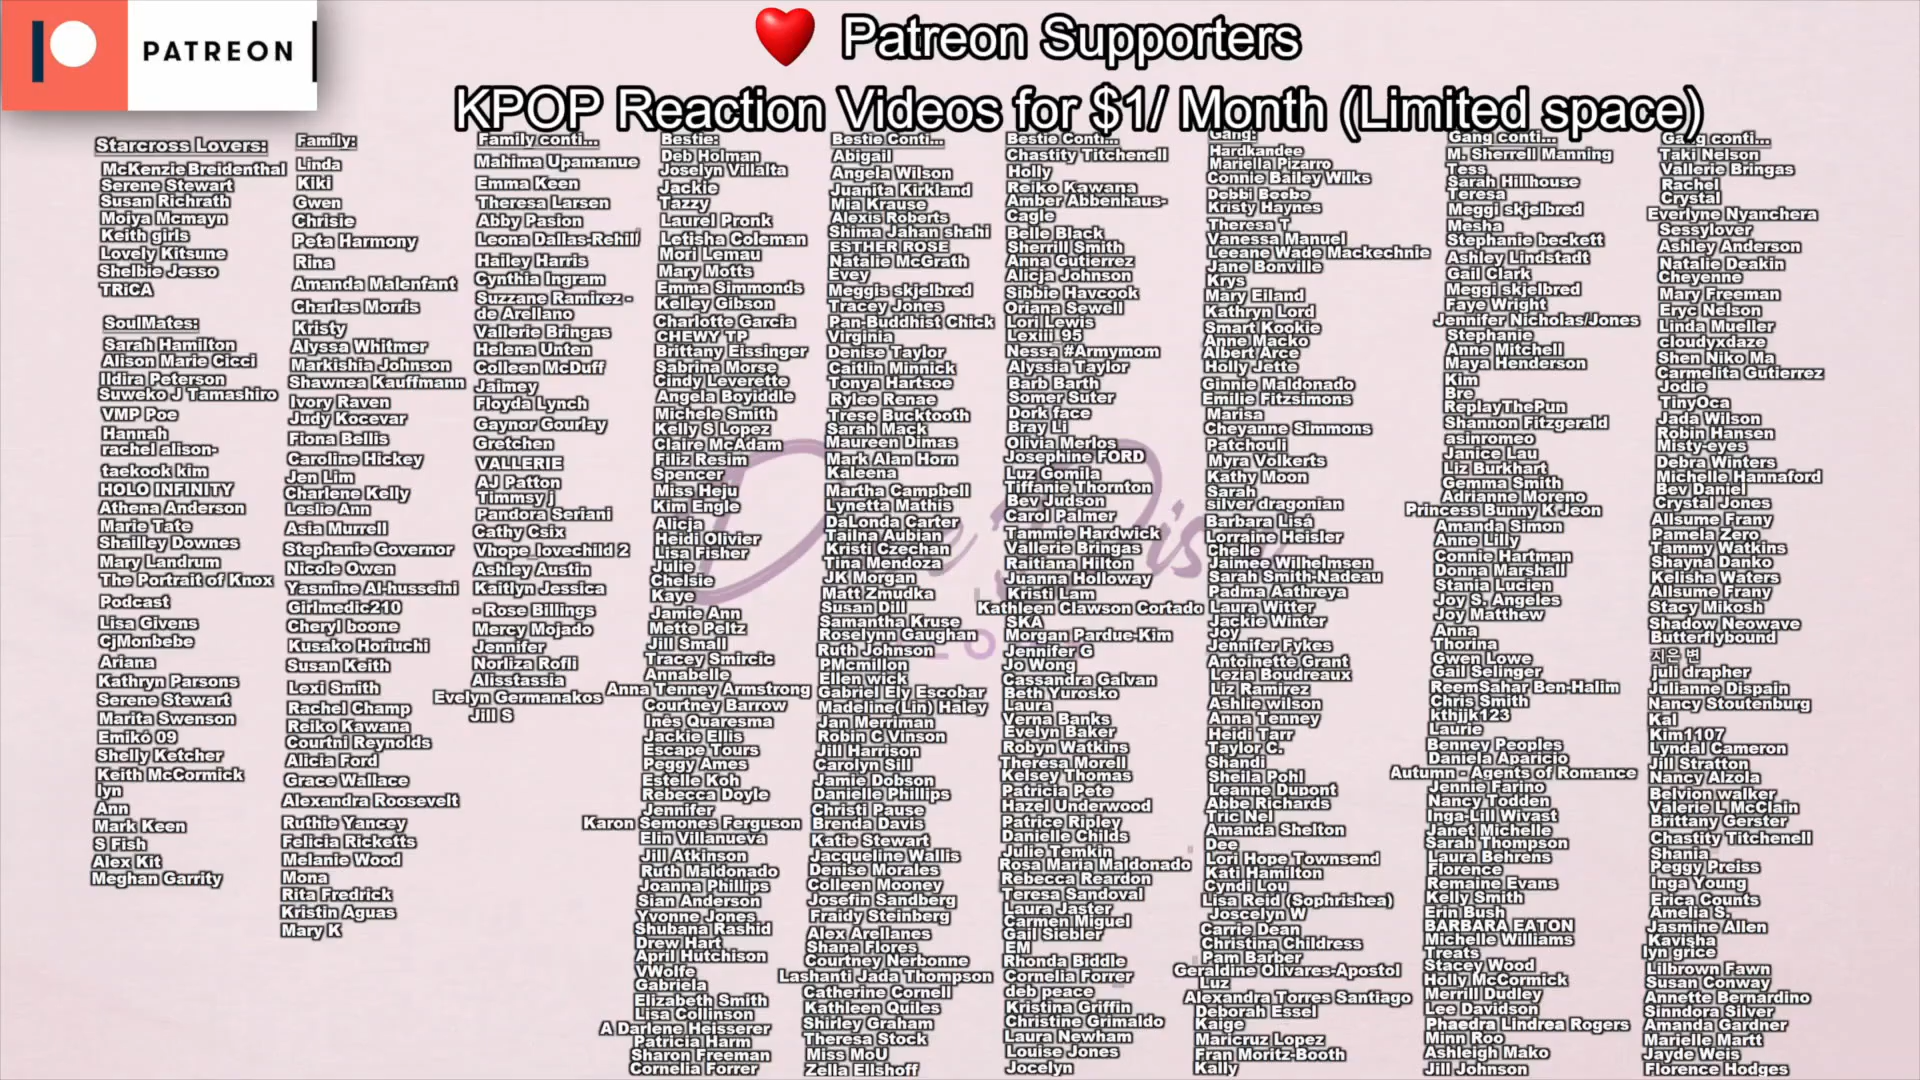 PATREON
❤ Patreon Supporters
KPOP Reaction Videos for $1/ Month (Limited space)
Starcross Lovers:
McKenzie Breidenthal
Serene Stewart
Susan Richrath
Moiya Mcmayn
Keith girls
Lovely Kitsune
Shelbie Jesso
TRiCA
SoulMates:
Sarah Hamilton
Alison Marie Cicci
Ildira Peterson
Suweko J Tamashiro
VMP Poe
Hannah
rachel alison-
taekook kim
HOLO INFINITY
Athena Anderson
Marie Tate
Shailley Downes
Mary Landrum
The Portrait of Knox
Podcast
Lisa Givens
CjMonbebe
Ariana
Kathryn Parsons
Serene Stewart
Marita Swenson
Emikó 09
Shelly Ketcher
Keith McCormick
lyn
Ann
Mark Keen
S Fish
Alex Kit
Meghan Garrity
Family:
Linda
Kiki
Gwen
Chrisie
Peta Harmony
Rina
Amanda Malenfant
Charles Morris
Kristy
Alyssa Whitmer
Markishia Johnson
Shawnea Kauffmann
Ivory Raven
Judy Kocevar
Fiona Bellis
Caroline Hickey
Jen Lim
Charlene Kelly
Leslie Ann
Asia Murrell
Stephanie Governor
Nicole Owen
Yasmine Al-husseini
Girlmedic210
Cheryl boone
Kusako Horiuchi
Susan Keith
Lexi Smith
Rachel Champ
Reiko Kawana
Courtni Reynolds
Alicia Ford
Grace Wallace
Alexandra Roosevelt
Ruthie Yancey
Felicia Ricketts
Melanie Wood
Mona
Rita Fredrick
Kristin Aguas
Mary K
Family conti...
Mahima Upamanue
Emma Keen
Theresa Larsen
Abby Pasion
Leona Dallas-Rehill
Hailey Harris
Cynthia Ingram
Suzzane Ramirez -
de Arellano
Vallerie Bringas
Helena Unten
Colleen McDuff
Jaimey
Floyda Lynch
Gaynor Gourlay
Gretchen
VALLERIE
AJ Patton
Timmsy j
Pandora Seriani
Cathy Csix
Vhope_lovechild 2
Ashley Austin
Kaitlyn Jessica
- Rose Billings
Mercy Mojado
Jennifer
Norliza Rofli
Alisstassia
Evelyn Germanakos
Jill S
Bestie:
Deb Holman
Joselyn Villalta
Jackie
Tazzy
Laurel Pronk
Letisha Coleman
Mori Lemau
Mary Motts
Emma Simmonds
Kelley Gibson
Charlotte Garcia
CHEWY TP
Brittany Eissinger
Sabrina Morse
Cindy Leverette
Angela Boyiddle
Michele Smith
Kelly S Lopez
Claire McAdam
Filiz Resim
Spencer
Miss Heju
Kim Engle
Alicja
Heidi Olivier
Lisa Fisher
Julie
Chelsie
Kaye
Jamie Ann
Mette Peltz
Jill Small
Tracey Smircic
Annabelle
Anna Tenney Armstrong
Courtney Barrow
Inês Quaresma
Jackie Ellis
Escape Tours
Peggy Ames
Estelle Koh
Rebecca Doyle
Jennifer
Karon Semones Ferguson
Elin Villanueva
Jill Atkinson
Ruth Maldonado
Joanna Phillips
Sian Anderson
Yvonne Jones
Shubana Rashid
Drew Hart
April Hutchison
VWolfe
Gabriela
Elizabeth Smith
Lisa Collinson
A Darlene Heisserer
Patricia Harm
Sharon Freeman
Cornelia Forrer
Bestie Conti...
Abigail
Angela Wilson
Juanita Kirkland
Mia Krause
Alexis Roberts
Shima Jahan shahi
ESTHER ROSE
Natalie McGrath
Evey
Meggis skjelbred
Tracey Jones
Pan-Buddhist Chick
Virginia
Denise Taylor
Caitlin Minnick
Tonya Hartsoe
Rylee Renae
Trese Bucktooth
Sarah Mack
Maureen Dimas
Mark Alan Horn
Kaleena
Martha Campbell
Lynetta Mathis
DaLonda Carter
Tailna Aubian
Kristi Czechan
Tina Mendoza
JK Morgan
Matt Zmudka
Susan Dill
Samantha Kruse
Roselynn Gaughan
Ruth Johnson
PMcmillon
Ellen wick
Gabriel Ely Escobar
Madeline(Lin) Haley
Jan Merriman
Robin C Vinson
Jill Harrison
Carolyn Sill
Jamie Dobson
Danielle Phillips
Christi Pause
Brenda Davis
Katie Stewart
Jacqueline Wallis
Denise Morales
Colleen Mooney
Josefin Sandberg
Fraidy Steinberg
Alex Arellanes
Shana Flores
Courtney Nerbonne
Lashanti Jada Thompson
Catherine Cornell
Kathleen Quiles
Shirley Graham
Theresa Stock
Miss MoU
Zella Ellshoff
Bestie Conti...
Chastity Titchenell
Holly
Reiko Kawana
Amber Abbenhaus-
Cagle
Belle Black
Sherrill Smith
Anna Gutierrez
Alicja Johnson
Sibbie Havcook
Oriana Sewell
Lori Lewis
Lexiii_95
Nessa #Armymom
Alyssia Taylor
Barb Barth
Somer Suter
Dork face
Bray Li
Olivia Merlos
Josephine FORD
Luz Gomila
Tiffanie Thornton
Bev Judson
Carol Palmer
Tammie Hardwick
Vallerie Bringas
Raitiana Hilton
Juanna Holloway
Kristi Lam
Kathleen Clawson Cortado
SKA
Morgan Pardue-Kim
Jennifer G
Jo Wong
Cassandra Galvan
Beth Yurosko
Laura
Verna Banks
Evelyn Baker
Robyn Watkins
Theresa Morell
Kelsey Thomas
Patricia Pete
Hazel Underwood
Patrice Ripley
Danielle Childs
Julie Temkin
Rosa Maria Maldonado
Rebecca Reardon
Teresa Sandoval
Laura Jaster
Carmen Miguel
Gail Siebler
EM
Rhonda Biddle
Cornelia Forrer
deb peace
Kristina Griffin
Christine Grimaldo
Laura Newham
Louise Jones
Jocelyn
Gang:
Hardkandee
Mariella Pizarro
Connie Bailey Wilks
Debbi Beebe
Kristy Haynes
Theresa T
Vanessa Manuel
Leeane Wade Mackechnie
Jane Bonville
Krys
Mary Eiland
Kathryn Lord
Smart Kookie
Anne Macko
Albert Arce
Holly Jette
Ginnie Maldonado
Emilie Fitzsimons
Marisa
Cheyanne Simmons
Patchouli
Myra Volkerts
Kathy Moon
Sarah
silver dragonian
Barbara Lisá
Lorraine Heisler
Chelle
Jaimee Wilhelmsen
Sarah Smith-Nadeau
Padma Aathreya
Laura Witter
Jackie Winter
Joy
Jennifer Fykes
Antoinette Grant
Lezia Boudreaux
Liz Ramirez
Ashlie wilson
Anna Tenney
Heidi Tarr
Taylor C.
Shandi
Sheila Pohl
Leanne Dupont
Abbe Richards
Tric Nel
Amanda Shelton
Dee
Lori Hope Townsend
Kati Hamilton
Cyndi Lou
Lisa Reid (Sophrishea)
Joscelyn W
Carrie Dean
Christina Childress
Pam Barber
Geraldine Olivares-Apostol
Luz
Alexandra Torres Santiago
Deborah Essel
Kaige
Maricruz Lopez
Fran Moritz-Booth
Kally
Gang conti...
M. Sherrell Manning
Tess
Sarah Hillhouse
Teresa
Meggi skjelbred
Mesha
Stephanie beckett
Ashley Lindstadt
Gail Clark
Meggi skjelbred
Faye Wright
Jennifer Nicholas/Jones
Stephanie
Anne Mitchell
Maya Henderson
Kim
Bre
ReplayThePun
Shannon Fitzgerald
asinromeo
Janice Lau
Liz Burkhart
Gemma Smith
Adrianne Moreno
Princess Bunny K Jeon
Amanda Simon
Anne Lilly
Connie Hartman
Donna Marshall
Stania Lucien
Joy S. Angeles
Joy Matthew
Anna
Thorina
Gwen Lowe
Gail Selinger
ReemSahar Ben-Halim
Chris Smith
kthjjk123
Laurie
Benney Peoples
Daniela Aparicio
Autumn - Agents of Romance
Jennie Farino
Nancy Todden
Inga-Lill Wivast
Janet Michelle
Sarah Thompson
Laura Behrens
Florence
Remaine Evans
Kelly Smith
Erin Bush
BARBARA EATON
Michelle Williams
Treats
Stacey Wood
Holly McCormick
Merrill Dudley
Lee Davidson
Phaedra Lindrea Rogers
Minn Roo
Ashleigh Mako
Jill Johnson
Gang conti...
Taki Nelson
Vallerie Bringas
Rachel
Crystal
Everlyne Nyanchera
Sessylover
Ashley Anderson
Natalie Deakin
Cheyenne
Mary Freeman
Eryc Nelson
Linda Mueller
cloudyxdaze
Shen Niko Ma
Carmelita Gutierrez
Jodie
TinyOca
Jada Wilson
Robin Hansen
Misty-eyes
Debra Winters
Michelle Hannaford
Bev Daniel
Crystal Jones
Allsume Frany
Pamela Zero
Tammy Watkins
Shayna Danko
Kelisha Waters
Allsume Frany
Stacy Mikosh
Shadow Neowave
Butterflybound
지은 변
juli drapher
Julianne Dispain
Nancy Stoutenburg
Kal
Kim1107
Lyndal Cameron
Jill Stratton
Nancy Alzola
Belvion walker
Valerie L McClain
Brittany Gerster
Chastity Titchenell
Shania
Peggy Preiss
Inga Young
Erica Counts
Amelia S.
Jasmine Allen
Kavisha
lyn grice
Lilbrown Fawn
Susan Conway
Annette Bernardino
Sinndora Silver
Amanda Gardner
Marielle Martt
Jayde Weis
Florence Hodges